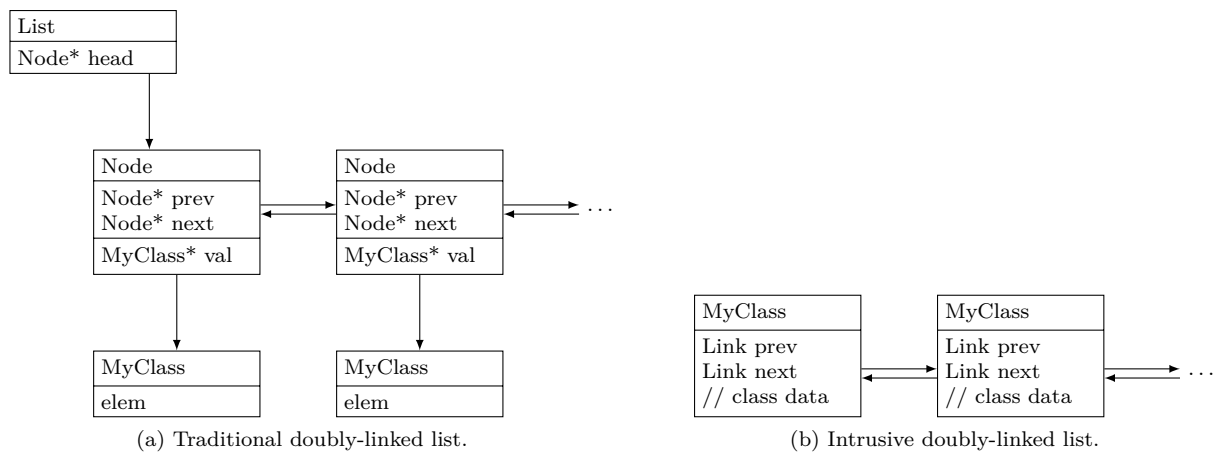 List
Node* head
Node
Node* prev
Node* next
MyClass* val
Node
Node* prev
Node* next
MyClass* val
...
MyClass
elem
MyClass
elem
(a) Traditional doubly-linked list.
MyClass
Link prev
Link next
// class data
MyClass
Link prev
Link next
// class data
...
(b) Intrusive doubly-linked list.